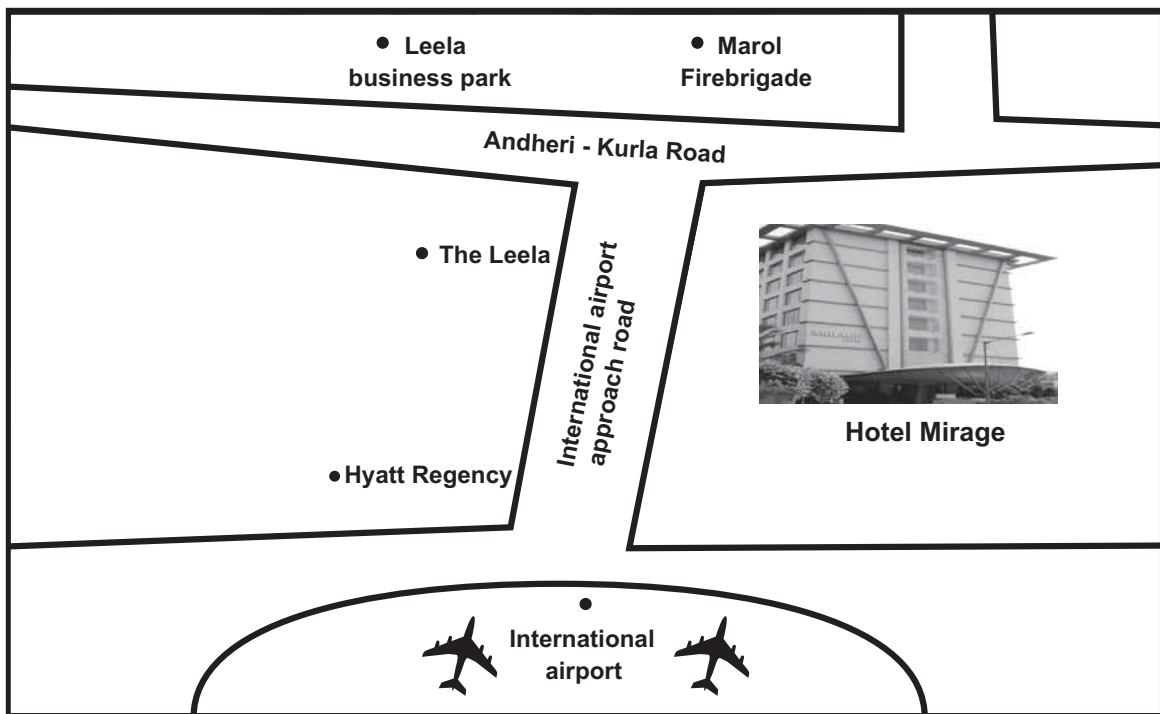 Leela
business park
Marol
Firebrigade
Andheri - Kurla Road
The Leela
International airport
approach road
Hotel Mirage
Hyatt Regency
International
airport